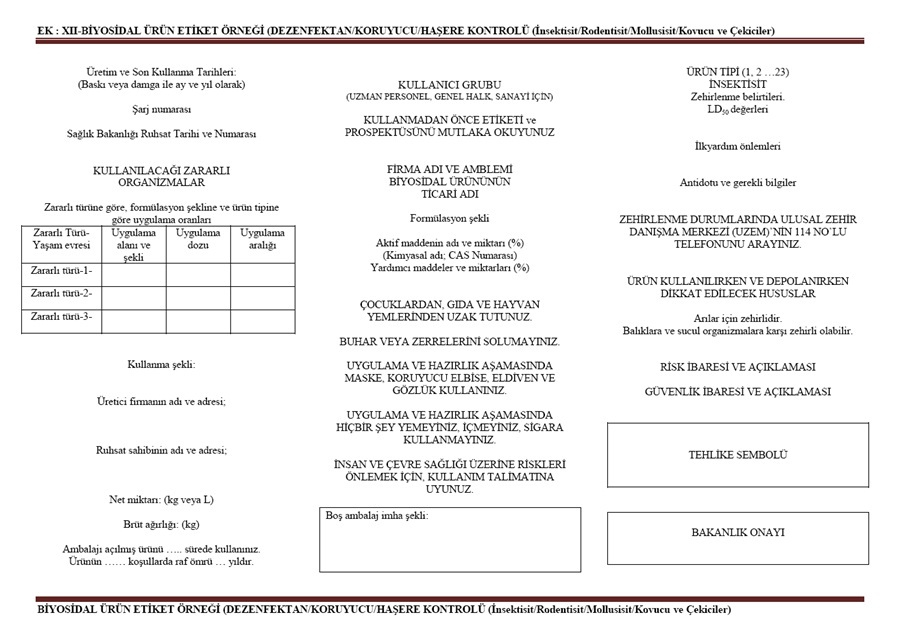 EK : XII-BİYOSİDAL ÜRÜN ETİKET ÖRNEĞİ (DEZENFEKTAN/KORUYUCU/HAŞERE KONTROLÜ (İnsektisit/Rodentisit/Mollusisit/Kovucu ve Çekiciler)
Üretim ve Son Kullanma Tarihleri:
(Baskı veya damga ile ay ve yıl olarak)
Şarj numarası
Sağlık Bakanlığı Ruhsat Tarihi ve Numarası
KULLANILACAĞI ZARARLI
ORGANİZMALAR
Zararlı türüne göre, formülasyon şekline ve ürün tipine
göre uygulama oranları
Zararlı Türü-
Yaşam evresi
Uygulama
alanı ve
şekli
Uygulama
dozu
Uygulama
aralığı
Zararlı türü-1-
Zararlı türü-2-
Zararlı türü-3-
Kullanma şekli:
Üretici firmanın adı ve adresi;
Ruhsat sahibinin adı ve adresi;
Net miktarı: (kg veya L)
Brüt ağırlığı: (kg)
Ambalajı açılmış ürünü ….. sürede kullanınız.
Ürünün …… koşullarda raf ömrü … yıldır.
KULLANICI GRUBU
(UZMAN PERSONEL, GENEL HALK, SANAYİ İÇİN)
KULLANMADAN ÖNCE ETİKETİ ve
PROSPEKTÜSÜNÜ MUTLAKA OKUYUNUZ
FİRMA ADI VE AMBLEMİ
BİYOSİDAL ÜRÜNÜNÜN
TİCARİ ADI
Formülasyon şekli
Aktif maddenin adı ve miktarı (%)
(Kimyasal adı; CAS Numarası)
Yardımcı maddeler ve miktarları (%)
ÇOCUKLARDAN, GIDA VE HAYVAN
YEMLERİNDEN UZAK TUTUNUZ.
BUHAR VEYA ZERRELERİNİ SOLUMAYINIZ.
UYGULAMA VE HAZIRLIK AŞAMASINDA
MASKE, KORUYUCU ELBİSE, ELDİVEN VE
GÖZLÜK KULLANINIZ.
UYGULAMA VE HAZIRLIK AŞAMASINDA
HİÇBİR ŞEY YEMEYİNİZ, İÇMEYİNİZ, SİGARA
KULLANMAYINIZ.
İNSAN VE ÇEVRE SAĞLIĞI ÜZERİNE RİSKLERİ
ÖNLEMEK İÇİN, KULLANIM TALİMATINA
UYUNUZ.
Boş ambalaj imha şekli:
ÜRÜN TİPİ (1, 2 …23)
İNSEKTİSİT
Zehirlenme belirtileri.
LD50 değerleri
İlkyardım önlemleri
Antidotu ve gerekli bilgiler
ZEHİRLENME DURUMLARINDA ULUSAL ZEHİR
DANIŞMA MERKEZİ (UZEM)'NİN 114 NO'LU
TELEFONUNU ARAYINIZ.
ÜRÜN KULLANILIRKEN VE DEPOLANIRKEN
DİKKAT EDİLECEK HUSUSLAR
Arılar için zehirlidir.
Balıklara ve sucul organizmalara karşı zehirli olabilir.
RİSK İBARESİ VE AÇIKLAMASI
GÜVENLİK İBARESİ VE AÇIKLAMASI
TEHLİKE SEMBOLÜ
BAKANLIK ONAYI
BİYOSİDAL ÜRÜN ETİKET ÖRNEĞİ (DEZENFEKTAN/KORUYUCU/HAŞERE KONTROLÜ (İnsektisit/Rodentisit/Mollusisit/Kovucu ve Çekiciler)